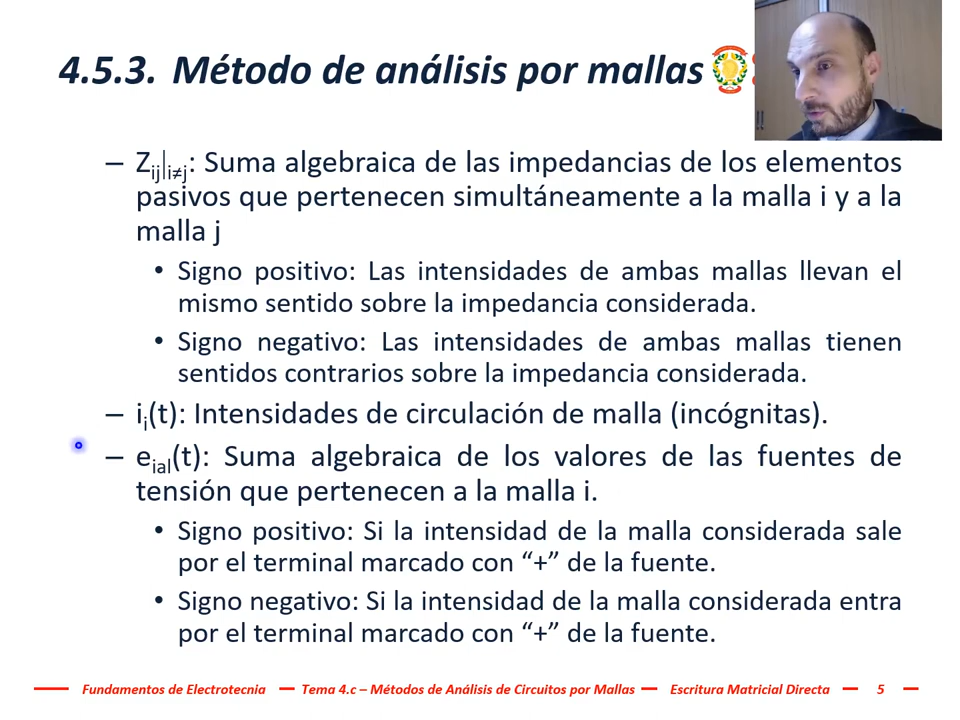 4.5.3. Método de análisis por mallas
– Zij|i≠j: Suma algebraica de las impedancias de los elementos
pasivos que pertenecen simultáneamente a la malla i y a la
malla j
• Signo positivo: Las intensidades de ambas mallas llevan el
mismo sentido sobre la impedancia considerada.
• Signo negativo: Las intensidades de ambas mallas tienen
sentidos contrarios sobre la impedancia considerada.
– ii(t): Intensidades de circulación de malla (incógnitas).
– eial(t): Suma algebraica de los valores de las fuentes de
tensión que pertenecen a la malla i.
• Signo positivo: Si la intensidad de la malla considerada sale
por el terminal marcado con “+” de la fuente.
• Signo negativo: Si la intensidad de la malla considerada entra
por el terminal marcado con “+” de la fuente.
Fundamentos de Electrotecnia — Tema 4.c – Métodos de Análisis de Circuitos por Mallas — Escritura Matricial Directa — 5